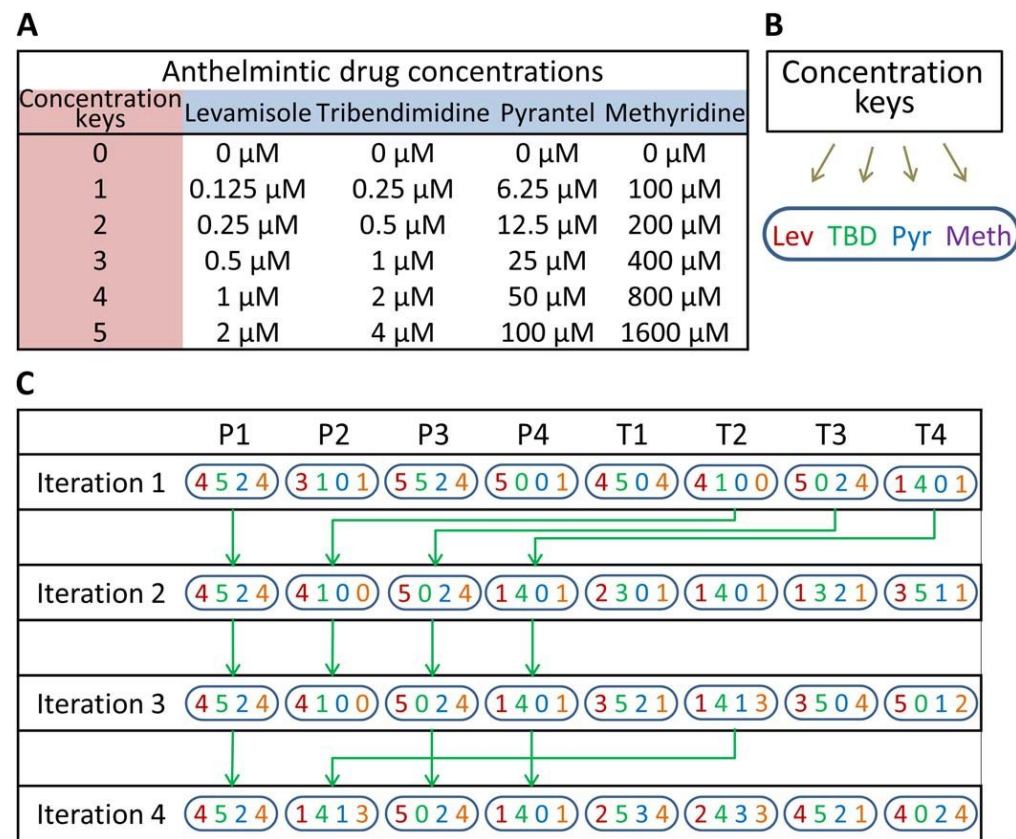 A
Anthelmintic drug concentrations
Concentration keys Levamisole Tribendimidine Pyrantel Methyridine
0 0 µM 0 µM 0 µM 0 µM
1 0.125 µM 0.25 µM 6.25 µM 100 µM
2 0.25 µM 0.5 µM 12.5 µM 200 µM
3 0.5 µM 1 µM 25 µM 400 µM
4 1 µM 2 µM 50 µM 800 µM
5 2 µM 4 µM 100 µM 1600 µM
B
Concentration
keys
Lev TBD Pyr Meth
C
P1 P2 P3 P4 T1 T2 T3 T4
Iteration 1 4 5 2 4 3 1 0 1 5 5 2 4 5 0 0 1 4 5 0 4 4 1 0 0 5 0 2 4 1 4 0 1
Iteration 2 4 5 2 4 4 1 0 0 5 0 2 4 1 4 0 1 2 3 0 1 1 4 0 1 1 3 2 1 3 5 1 1
Iteration 3 4 5 2 4 4 1 0 0 5 0 2 4 1 4 0 1 3 5 2 1 1 4 1 3 3 5 0 4 5 0 1 2
Iteration 4 4 5 2 4 1 4 1 3 5 0 2 4 1 4 0 1 2 5 3 4 2 4 3 3 4 5 2 1 4 0 2 4